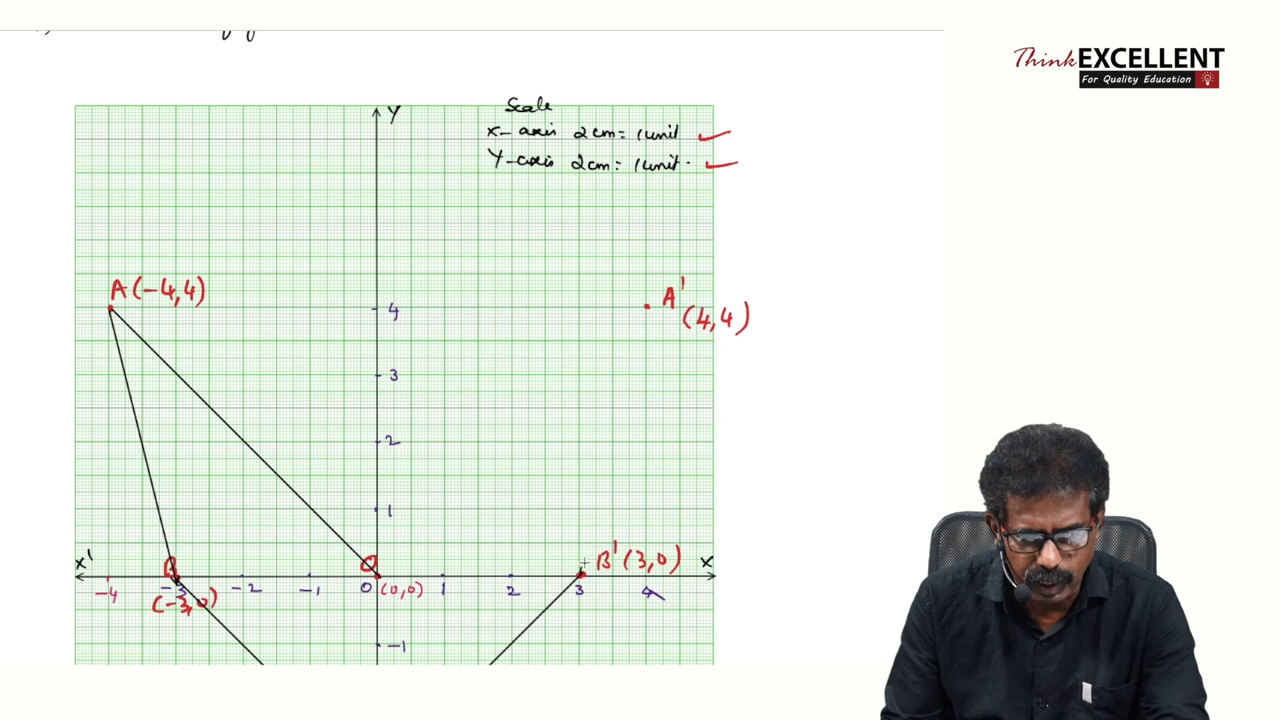 Think EXCELLENT
For Quality Education
Scale
X-axis 2cm = 1unit
Y-axis 2cm = 1unit.
Y
A(-4,4)
A'
(4,4)
4
3
2
1
X' B O B'(3,0) X
-4 -3 -2 -1 0 (0,0) 1 2 3 4
(-3,0)
-1